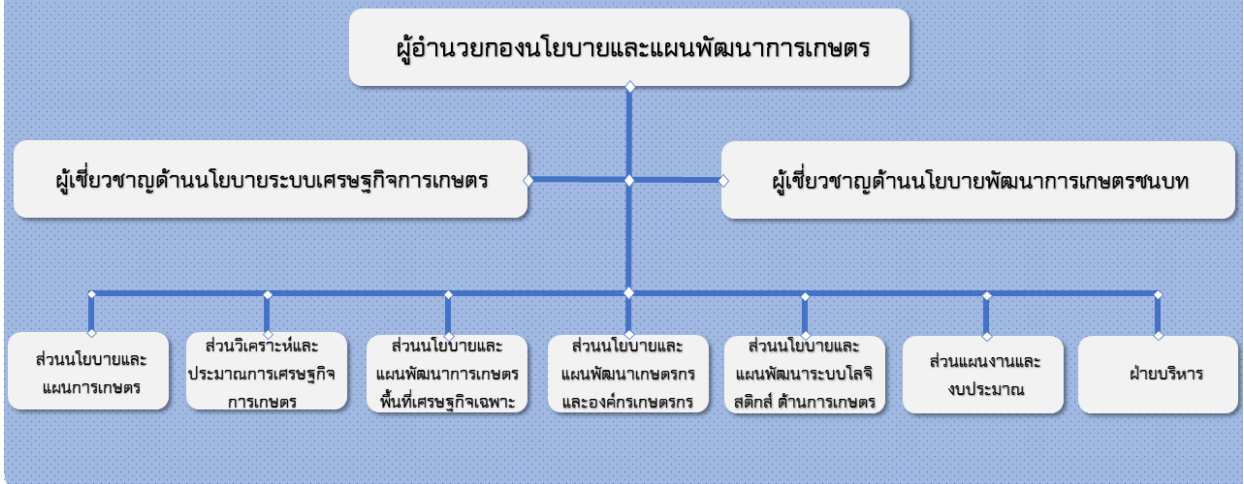 ผู้อำนวยกองนโยบายและแผนพัฒนาการเกษตร
ผู้เชี่ยวชาญด้านนโยบายระบบเศรษฐกิจการเกษตร
ผู้เชี่ยวชาญด้านนโยบายพัฒนาการเกษตรชนบท
ส่วนนโยบายและ
แผนการเกษตร
ส่วนวิเคราะห์และ
ประมาณการเศรษฐกิจ
การเกษตร
ส่วนนโยบายและ
แผนพัฒนาการเกษตร
พื้นที่เศรษฐกิจเฉพาะ
ส่วนนโยบายและ
แผนพัฒนาเกษตรกร
และองค์กรเกษตรกร
ส่วนนโยบายและ
แผนพัฒนาระบบโลจิ
สติกส์ ด้านการเกษตร
ส่วนแผนงานและ
งบประมาณ
ฝ่ายบริหาร